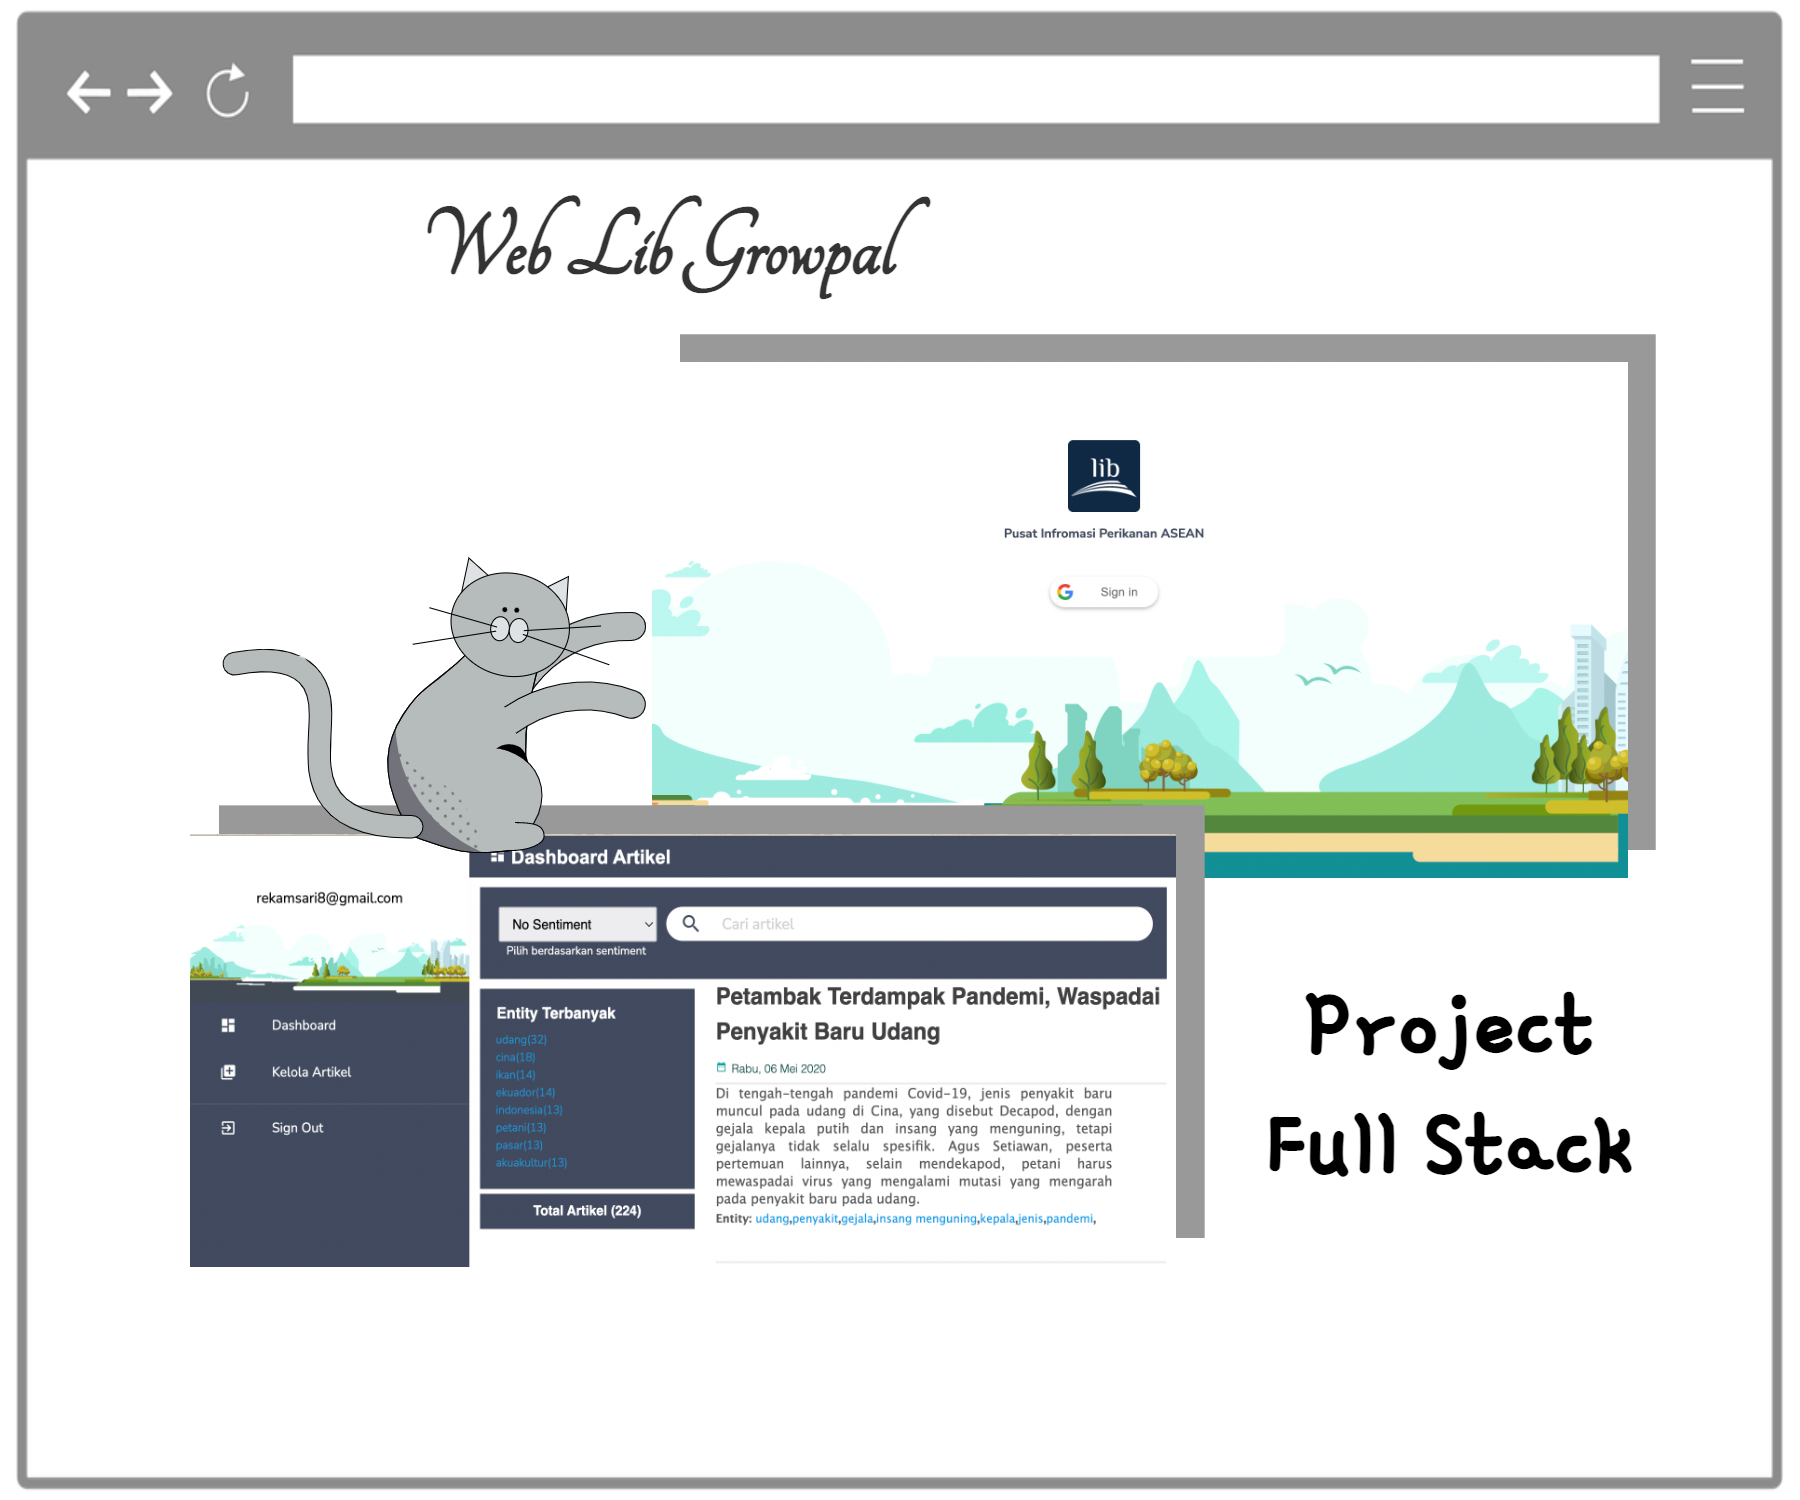 Web Lib Growpal
lib
Pusat Infromasi Perikanan ASEAN
Sign in
Dashboard Artikel
rekamsari8@gmail.com
No Sentiment
Cari artikel
Pilih berdasarkan sentiment
Dashboard
Kelola Artikel
Sign Out
Entity Terbanyak
udang(32)
cina(18)
ikan(14)
ekuador(14)
indonesia(13)
petani(13)
pasar(13)
akuakultur(13)
Total Artikel (224)
Petambak Terdampak Pandemi, Waspadai
Penyakit Baru Udang
Rabu, 06 Mei 2020
Di tengah-tengah pandemi Covid-19, jenis penyakit baru
muncul pada udang di Cina, yang disebut Decapod, dengan
gejala kepala putih dan insang yang menguning, tetapi
gejalanya tidak selalu spesifik. Agus Setiawan, peserta
pertemuan lainnya, selain mendekapod, petani harus
mewaspadai virus yang mengalami mutasi yang mengarah
pada penyakit baru pada udang.
Entity: udang,penyakit,gejala,insang menguning,kepala,jenis,pandemi,
Project
Full Stack